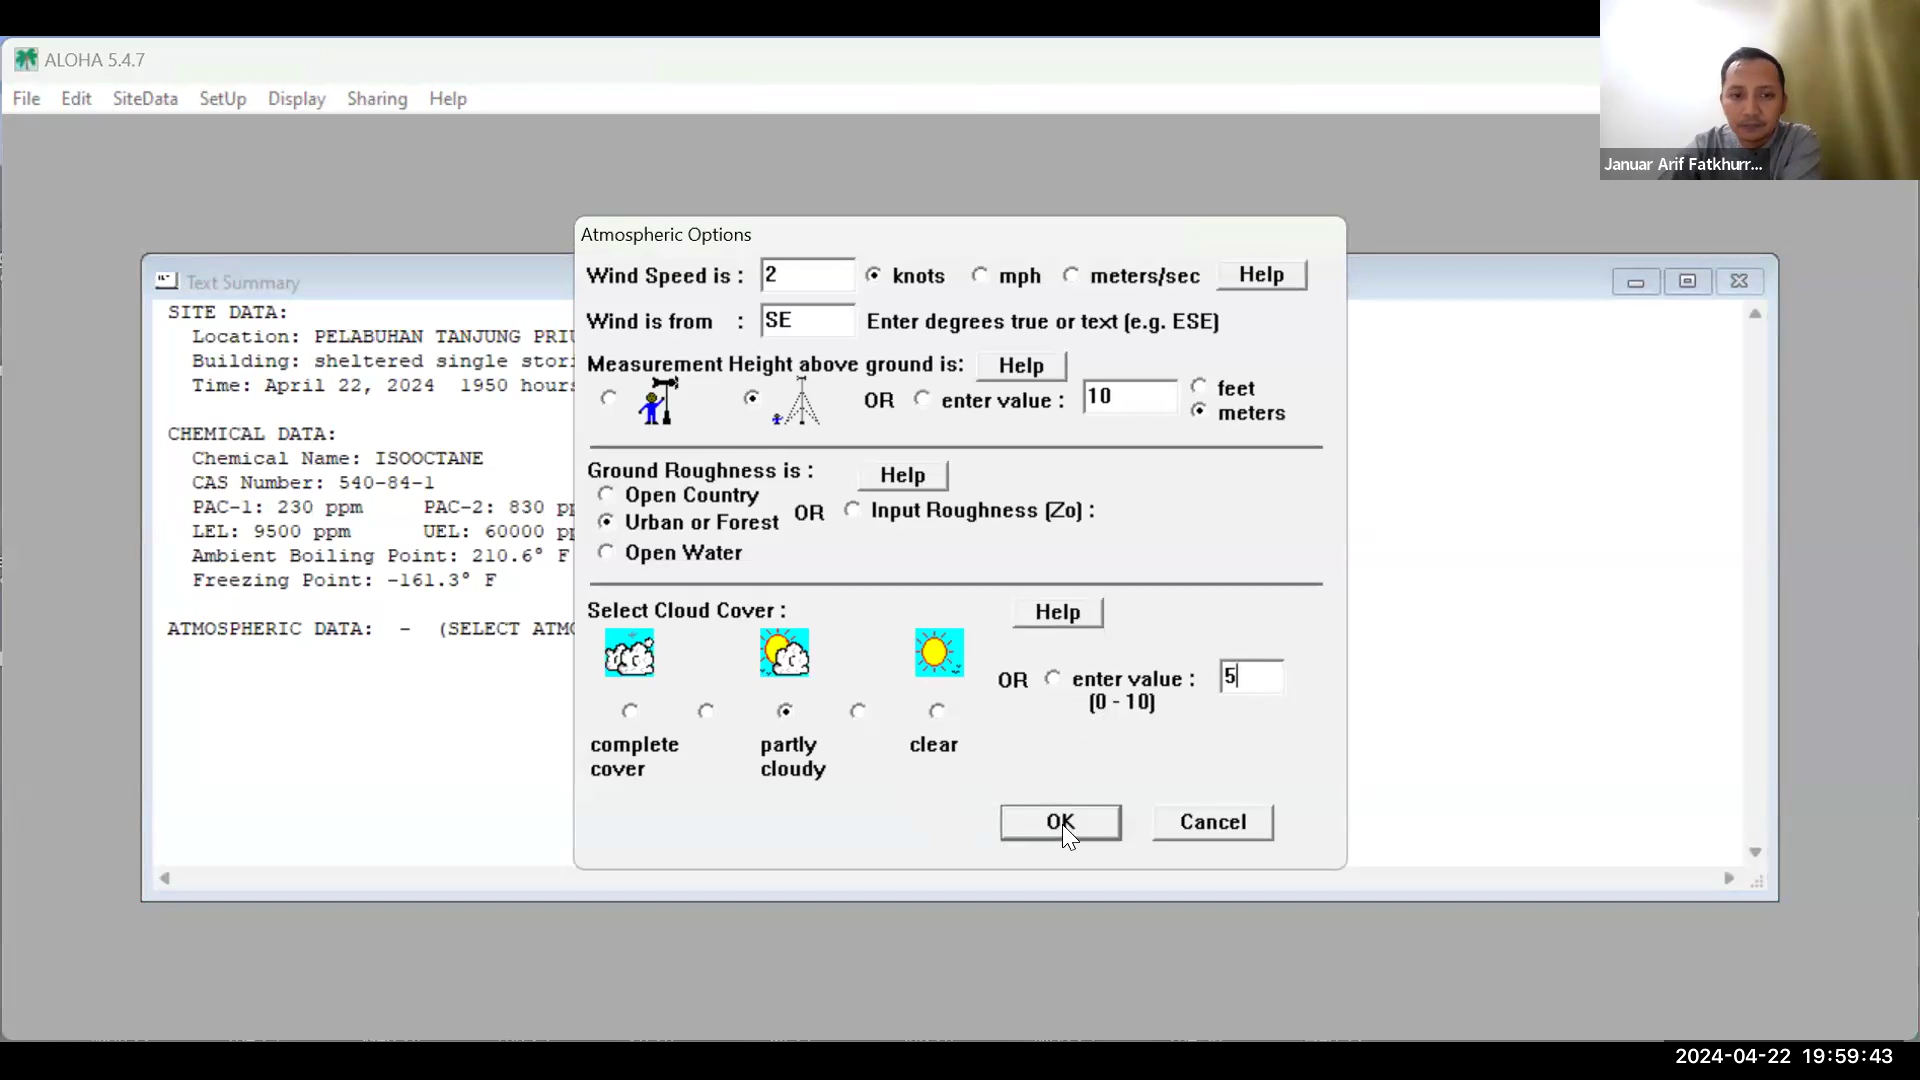 ALOHA 5.4.7
File Edit SiteData SetUp Display Sharing Help
Januar Arif Fatkhurr...
Text Summary
SITE DATA:
Location: PELABUHAN TANJUNG
Building: sheltered single
Time: April 22, 2024 1950 hours
CHEMICAL DATA:
Chemical Name: ISOOCTANE
CAS Number: 540-84-1
PAC-1: 230 ppm PAC-2: 830
LEL: 9500 ppm UEL: 60000
Ambient Boiling Point: 210.6° F
Freezing Point: -161.3° F
ATMOSPHERIC DATA: - (SELECT
Atmospheric Options
Wind Speed is : 2 knots mph meters/sec Help
Wind is from : SE Enter degrees true or text (e.g. ESE)
Measurement Height above ground is: Help
OR enter value : 10 feet
meters
Ground Roughness is : Help
Open Country
Urban or Forest OR Input Roughness (Zo) :
Open Water
Select Cloud Cover : Help
OR enter value : 5
(0 - 10)
complete cover
partly cloudy
clear
OK Cancel
2024-04-22 19:59:43